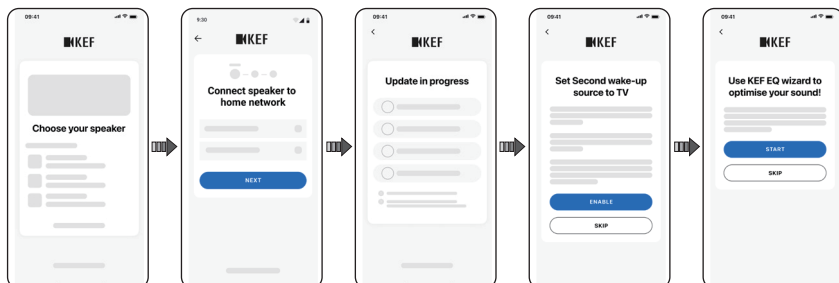 09:41
KEF
Choose your speaker
9:30
KEF
Connect speaker to
home network
NEXT
09:41
KEF
Update in progress
09:41
KEF
Set Second wake-up
source to TV
ENABLE
SKIP
09:41
KEF
Use KEF EQ wizard to
optimise your sound!
START
SKIP